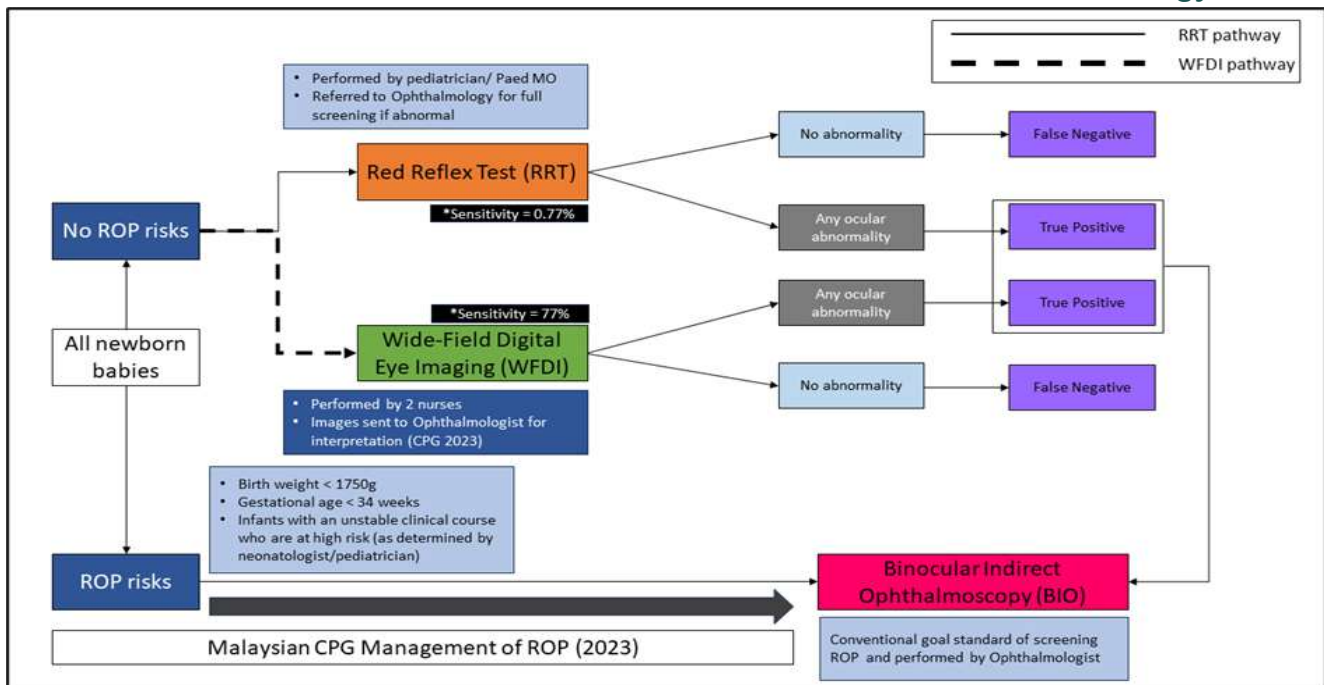 RRT pathway
WFDI pathway
• Performed by pediatrician/ Paed MO
• Referred to Ophthalmology for full
screening if abnormal
No abnormality
False Negative
Red Reflex Test (RRT)
*Sensitivity = 0.77%
No ROP risks
Any ocular
abnormality
True Positive
Any ocular
abnormality
True Positive
*Sensitivity = 77%
Wide-Field Digital
Eye Imaging (WFDI)
All newborn
babies
No abnormality
False Negative
• Performed by 2 nurses
• Images sent to Ophthalmologist for
interpretation (CPG 2023)
• Birth weight < 1750g
• Gestational age < 34 weeks
• Infants with an unstable clinical course
who are at high risk (as determined by
neonatologist/pediatrician)
ROP risks
Binocular Indirect
Ophthalmoscopy (BIO)
Malaysian CPG Management of ROP (2023)
Conventional goal standard of screening
ROP and performed by Ophthalmologist